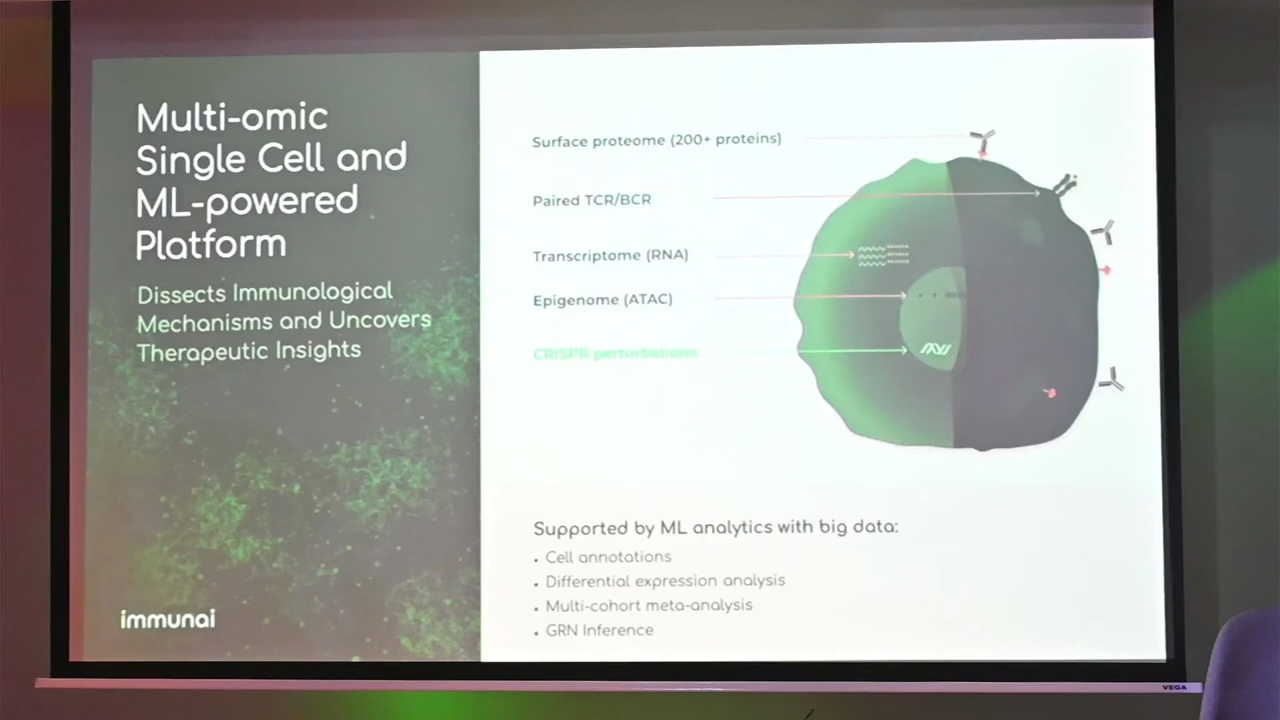 Multi-omic
Single Cell and
ML-powered
Platform
Dissects Immunological
Mechanisms and Uncovers
Therapeutic Insights
immunai
Surface proteome (200+ proteins)
Paired TCR/BCR
Transcriptome (RNA)
Epigenome (ATAC)
CRISPR perturbations
Supported by ML analytics with big data:
• Cell annotations
• Differential expression analysis
• Multi-cohort meta-analysis
• GRN Inference
VEGA